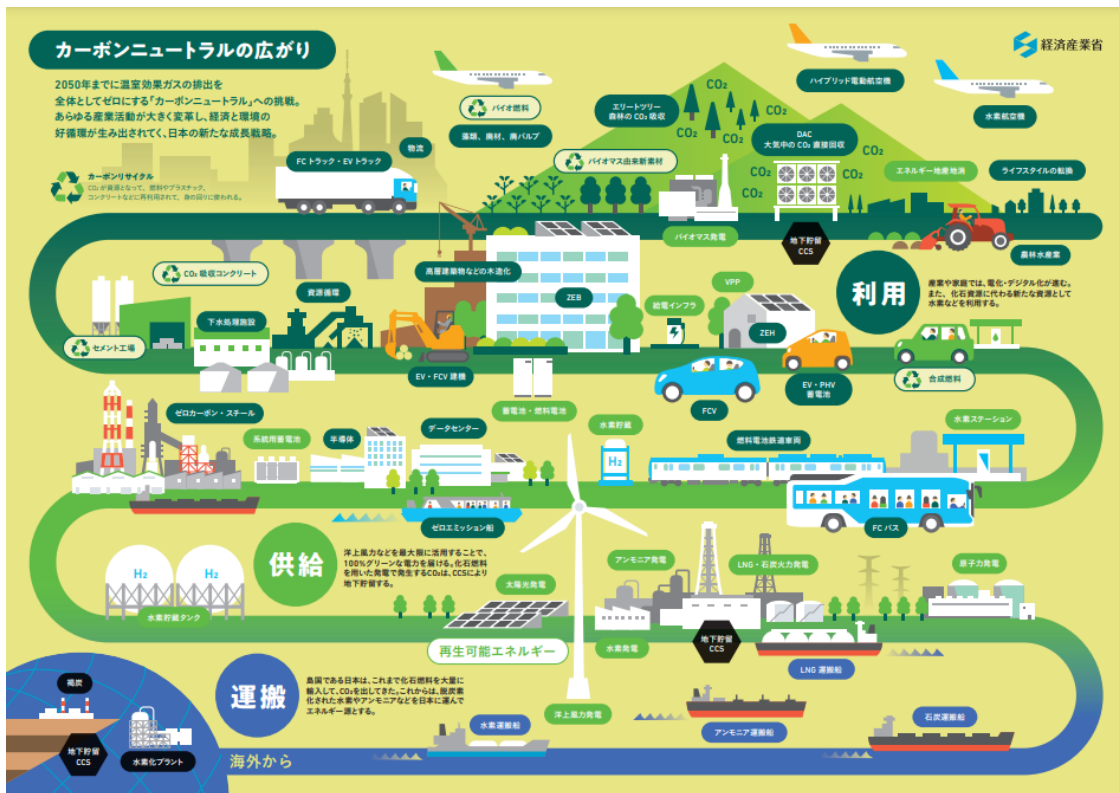 カーボンニュートラルの広がり
経済産業省
2050年までに温室効果ガスの排出を
全体としてゼロにする「カーボンニュートラル」への挑戦。
あらゆる産業活動が大きく変革し、経済と環境の
好循環が生み出されてく、日本の新たな成長戦略。
カーボンリサイクル
CO₂が資源となって、燃料やプラスチック、
コンクリートなどに再利用されて、身の回りに使われる。
FCトラック・EVトラック
物流
バイオ燃料
藻類、廃材、廃パルプ
バイオマス由来新素材
エリートツリー
森林のCO₂吸収
CO₂
CO₂
CO₂
CO₂
CO₂
ハイブリッド電動航空機
水素航空機
DAC
大気中のCO₂直接回収
CO₂
CO₂
CO₂
CO₂
エネルギー地産地消
ライフスタイルの転換
バイオマス発電
地下貯留
CCS
農林水産業
CO₂吸収コンクリート
資源循環
高層建築物などの木造化
ZEB
給電インフラ
VPP
ZEH
利用
産業や家庭では、電化・デジタル化が進む。
また、化石資源に代わる新たな資源として
水素などを利用する。
セメント工場
下水処理施設
EV・FCV建機
蓄電池・燃料電池
FCV
EV・PHV
蓄電池
合成燃料
ゼロカーボン・スチール
系統用蓄電池
半導体
データセンター
水素貯蔵
H₂
燃料電池鉄道車両
水素ステーション
ゼロエミッション船
FCバス
H₂
H₂
水素貯蔵タンク
供給
洋上風力などを最大限に活用することで、
100%グリーンな電力を届ける。化石燃料
を用いた発電で発生するCO₂は、CCSにより
地下貯留する。
太陽光発電
アンモニア発電
LNG・石炭火力発電
原子力発電
再生可能エネルギー
水素発電
地下貯留
CCS
LNG運搬船
運搬
島国である日本は、これまで化石燃料を大量に
輸入して、CO₂を出してきた。これからは、脱炭素
化された水素やアンモニアなどを日本に運んで
エネルギー源とする。
洋上風力発電
褐炭
地下貯留
CCS
水素化プラント
海外から
水素運搬船
アンモニア運搬船
石炭運搬船